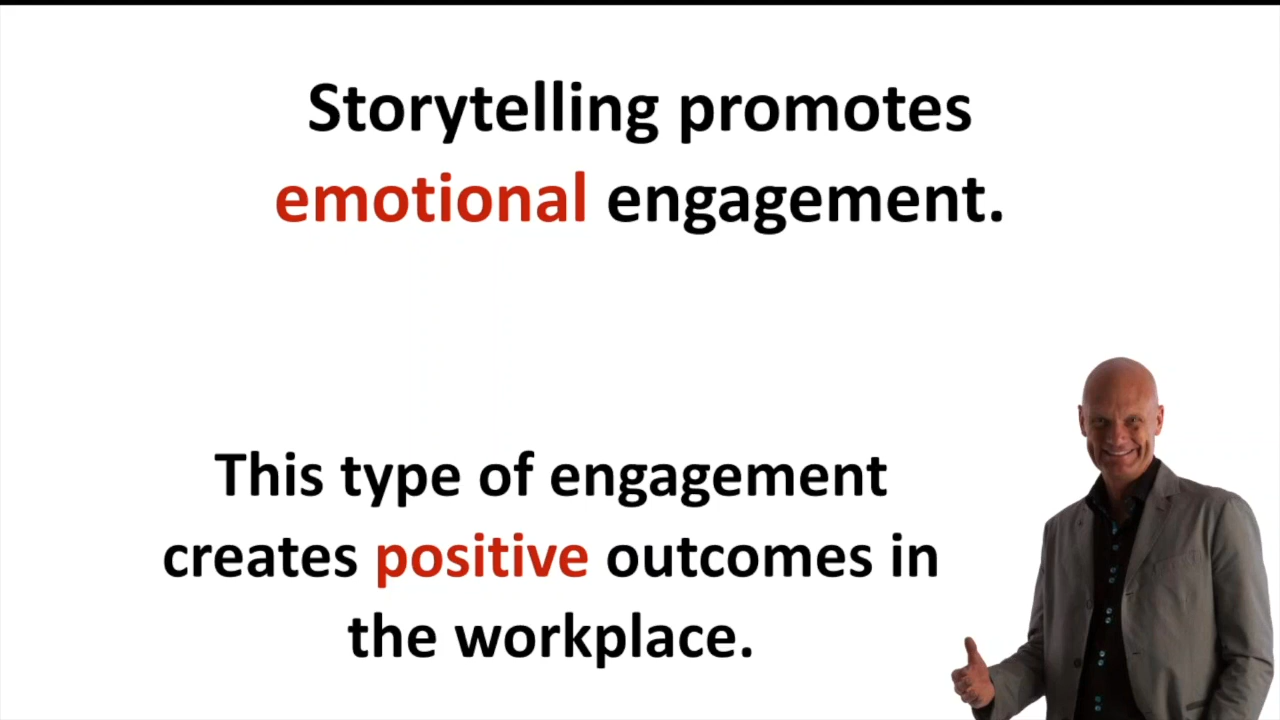 Storytelling promotes
emotional engagement.
This type of engagement
creates positive outcomes in
the workplace.